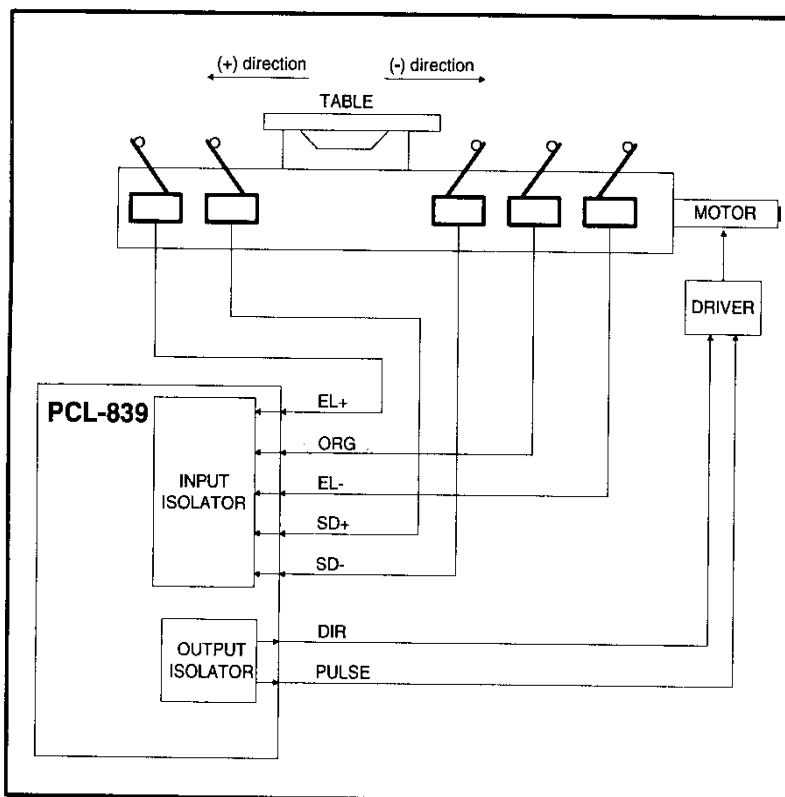 (+) direction
(-) direction
TABLE
MOTOR
DRIVER
PCL-839
INPUT
ISOLATOR
EL+
ORG
EL-
SD+
SD-
OUTPUT
ISOLATOR
DIR
PULSE